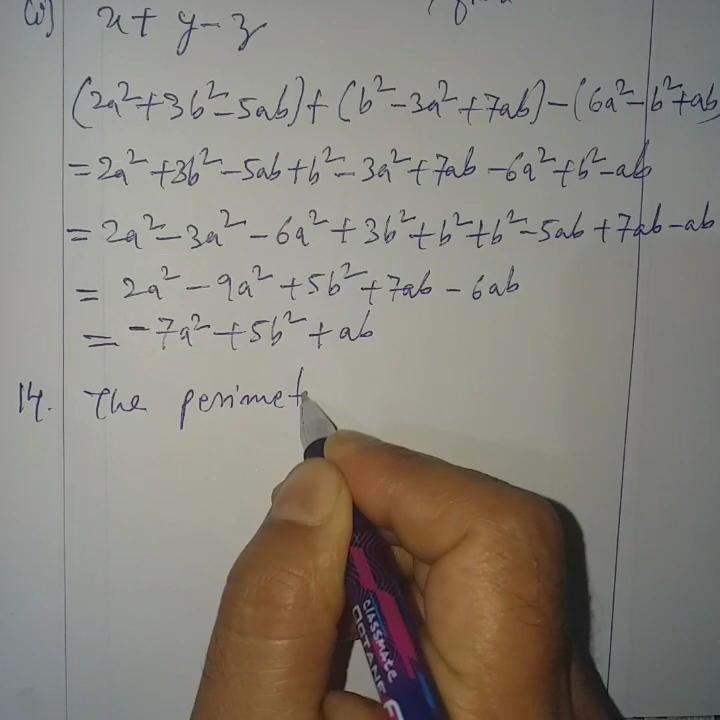 (ii) x + y - z
(2a² + 3b² - 5ab) + (b² - 3a² + 7ab) - (6a² - b² + ab)
= 2a² + 3b² - 5ab + b² - 3a² + 7ab - 6a² + b² - ab
= 2a² - 3a² - 6a² + 3b² + b² + b² - 5ab + 7ab - ab
= 2a² - 9a² + 5b² + 7ab - 6ab
= -7a² + 5b² + ab
14. The perimet
classmate
OCTANE